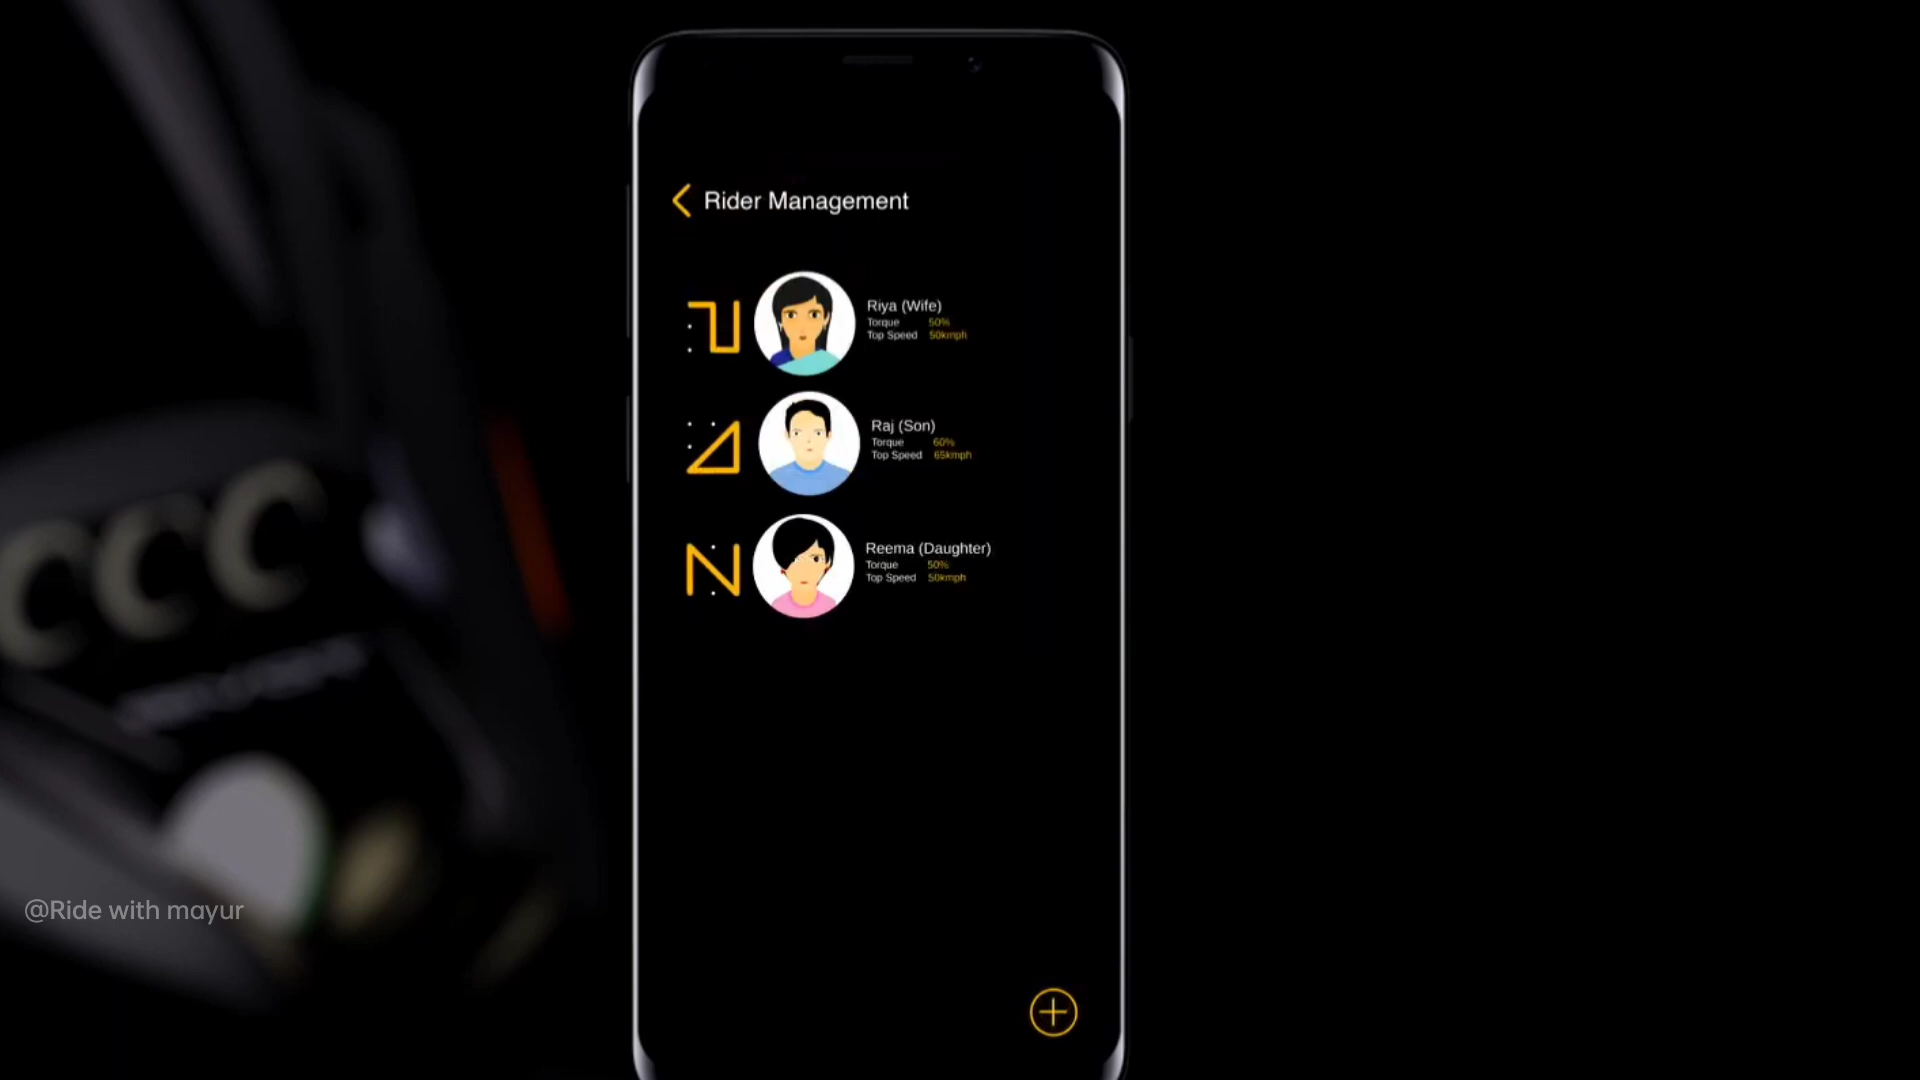 Rider Management
Riya (Wife)
Torque 50%
Top Speed 50kmph
Raj (Son)
Torque 60%
Top Speed 65kmph
Reema (Daughter)
Torque 50%
Top Speed 50kmph
@Ride with mayur